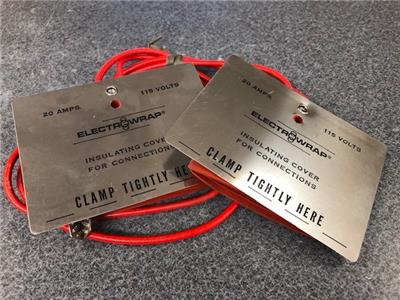 20 AMPS. 115 VOLTS
ELECTROWRAP®
INSULATING COVER
FOR CONNECTIONS
CLAMP TIGHTLY HERE
20 AMPS. 115 VOLTS
ELECTROWRAP®
INSULATING COVER
FOR CONNECTIONS
CLAMP TIGHTLY HERE